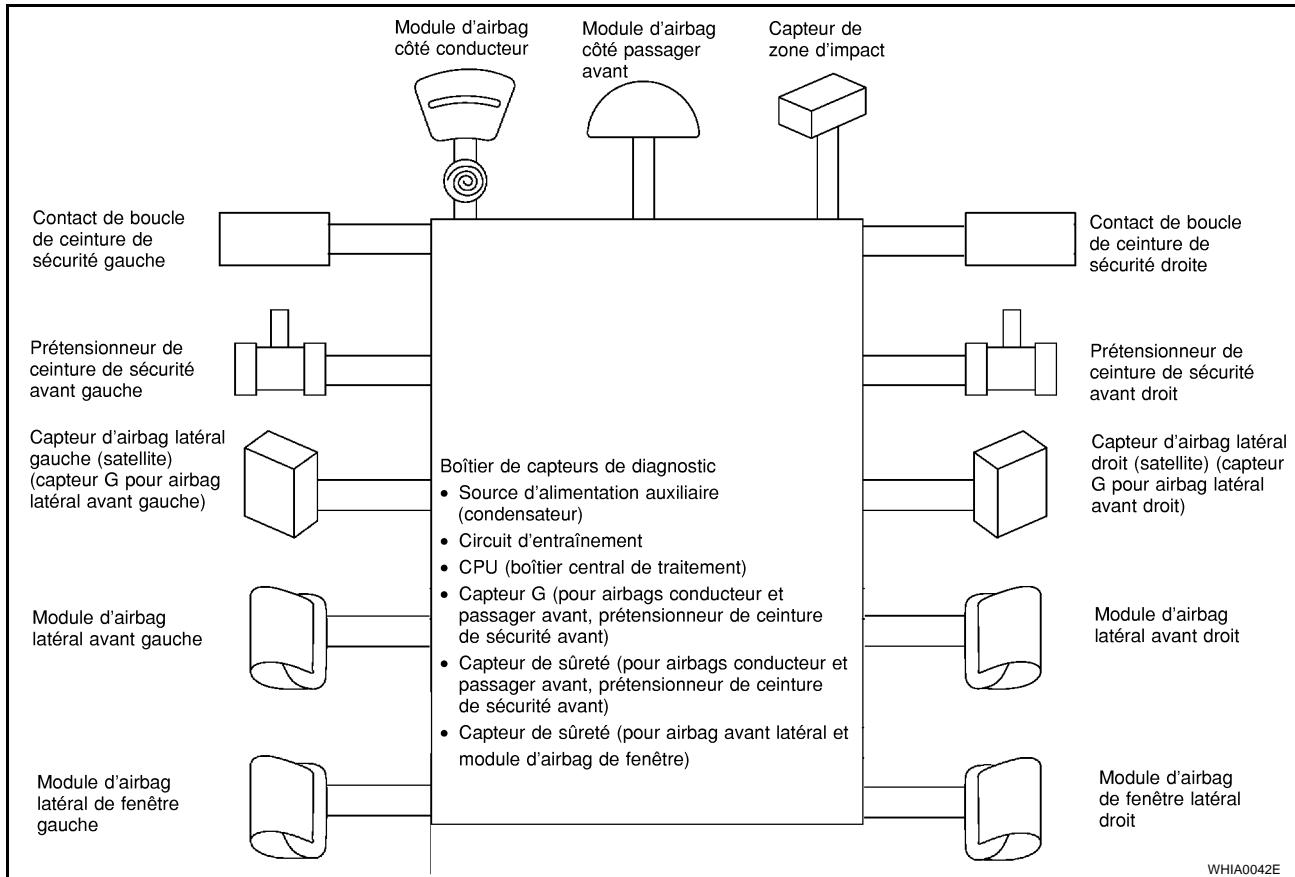 Module d'airbag
côté conducteur
Module d'airbag
côté passager
avant
Capteur de
zone d'impact
Contact de boucle
de ceinture de
sécurité gauche
Contact de boucle
de ceinture de
sécurité droite
Prétensionneur de
ceinture de sécurité
avant gauche
Prétensionneur de
ceinture de sécurité
avant droit
Capteur d'airbag latéral
gauche (satellite)
(capteur G pour airbag
latéral avant gauche)
Capteur d'airbag latéral
droit (satellite) (capteur
G pour airbag latéral
avant droit)
Boîtier de capteurs de diagnostic
• Source d'alimentation auxiliaire
(condensateur)
• Circuit d'entraînement
• CPU (boîtier central de traitement)
• Capteur G (pour airbags conducteur et
passager avant, prétensionneur de ceinture
de sécurité avant)
• Capteur de sûreté (pour airbags conducteur et
passager avant, prétensionneur de ceinture
de sécurité avant)
• Capteur de sûreté (pour airbag avant latéral et
module d'airbag de fenêtre)
Module d'airbag
latéral avant gauche
Module d'airbag
latéral avant droit
Module d'airbag
latéral de fenêtre
gauche
Module d'airbag
de fenêtre latéral
droit
WHIA0042E